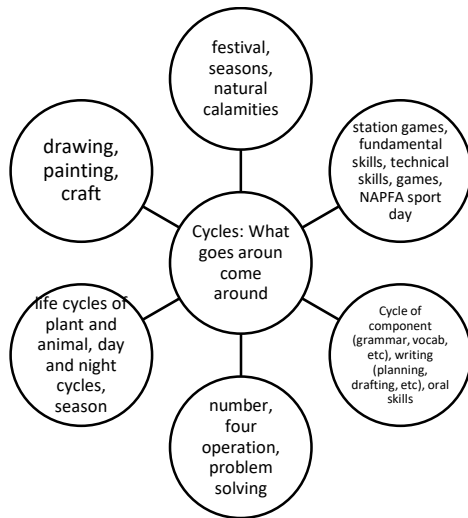 festival,
seasons,
natural
calamities
station games,
fundamental
skills, technical
skills, games,
NAPFA sport
day
Cycle of
component
(grammar, vocab,
etc), writing
(planning,
drafting, etc), oral
skills
number,
four
operation,
problem
solving
life cycles of
plant and
animal, day
and night
cycles,
season
drawing,
painting,
craft
Cycles: What
goes aroun
come
around